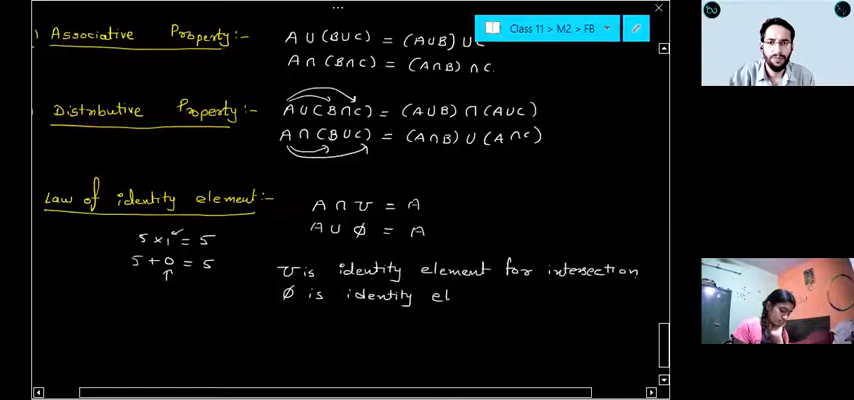 ) Associative Property :- A ∪ (B ∪ C) = (A ∪ B) ∪ C
A ∩ (B ∩ C) = (A ∩ B) ∩ C.
Class 11 > M2 > FB
) Distributive Property :- A ∪ (B ∩ C) = (A ∪ B) ∩ (A ∪ C)
A ∩ (B ∪ C) = (A ∩ B) ∪ (A ∩ C)
Law of identity element :- A ∩ U = A
A ∪ ϕ = A
5 × 1 = 5
5 + 0 = 5
U is identity element for intersection
ϕ is identity el